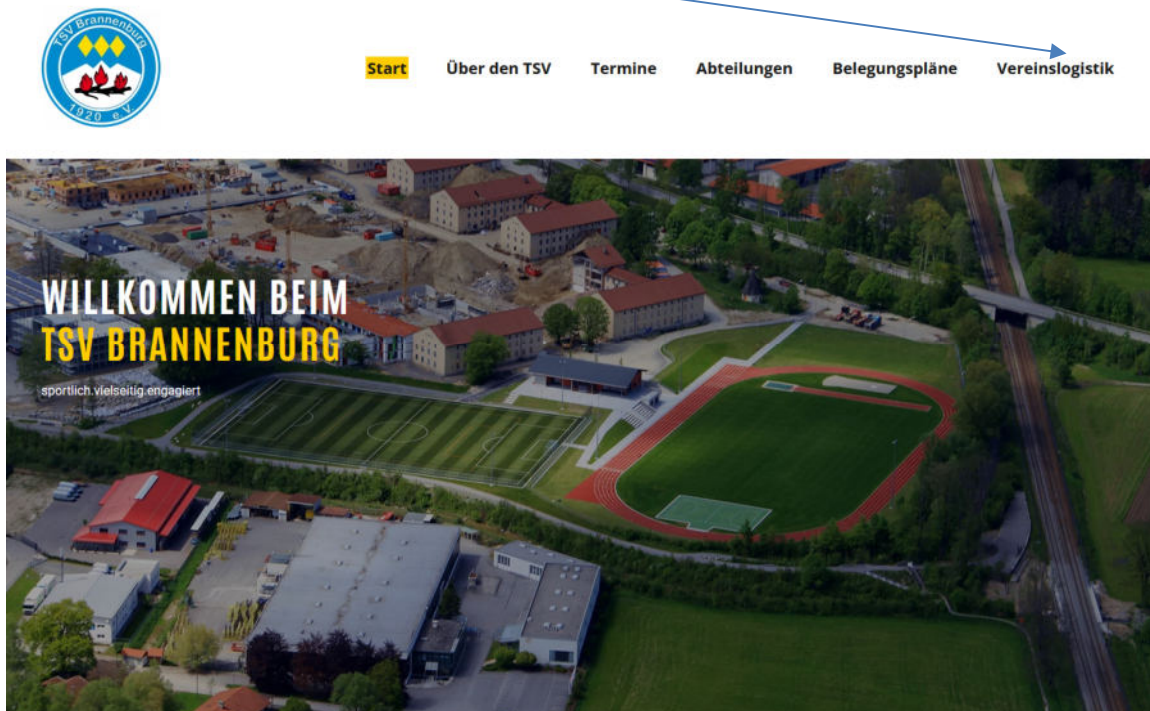 TSV Brannenburg
1920 e.V.
Start Über den TSV Termine Abteilungen Belegungspläne Vereinslogistik
WILLKOMMEN BEIM
TSV BRANNENBURG
sportlich.vielseitig.engagiert